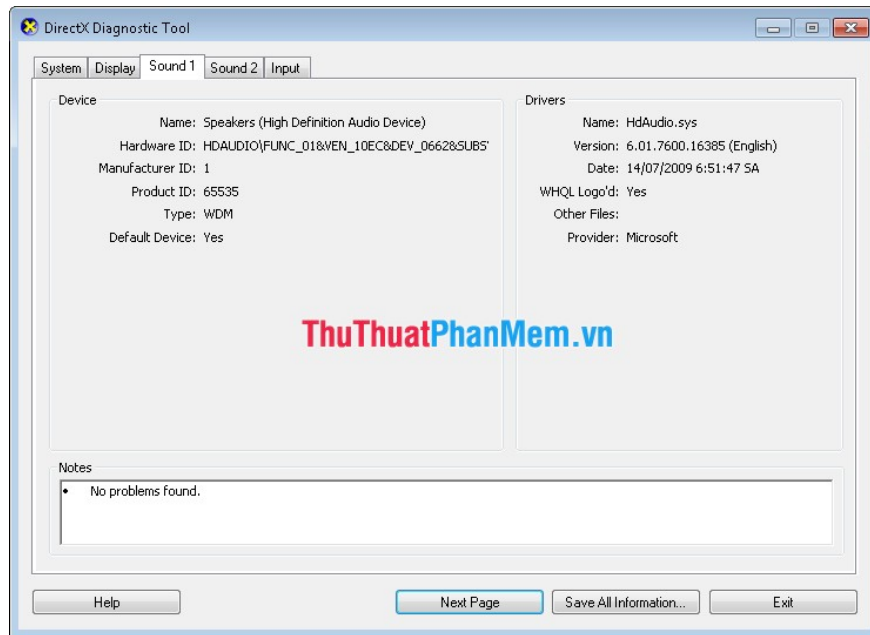 DirectX Diagnostic Tool
System Display Sound 1 Sound 2 Input
Device
Name: Speakers (High Definition Audio Device)
Hardware ID: HDAUDIO\FUNC_01&VEN_10EC&DEV_0662&SUBS'
Manufacturer ID: 1
Product ID: 65535
Type: WDM
Default Device: Yes
Drivers
Name: HdAudio.sys
Version: 6.01.7600.16385 (English)
Date: 14/07/2009 6:51:47 SA
WHQL Logo'd: Yes
Other Files:
Provider: Microsoft
ThuThuatPhanMem.vn
Notes
• No problems found.
Help Next Page Save All Information... Exit